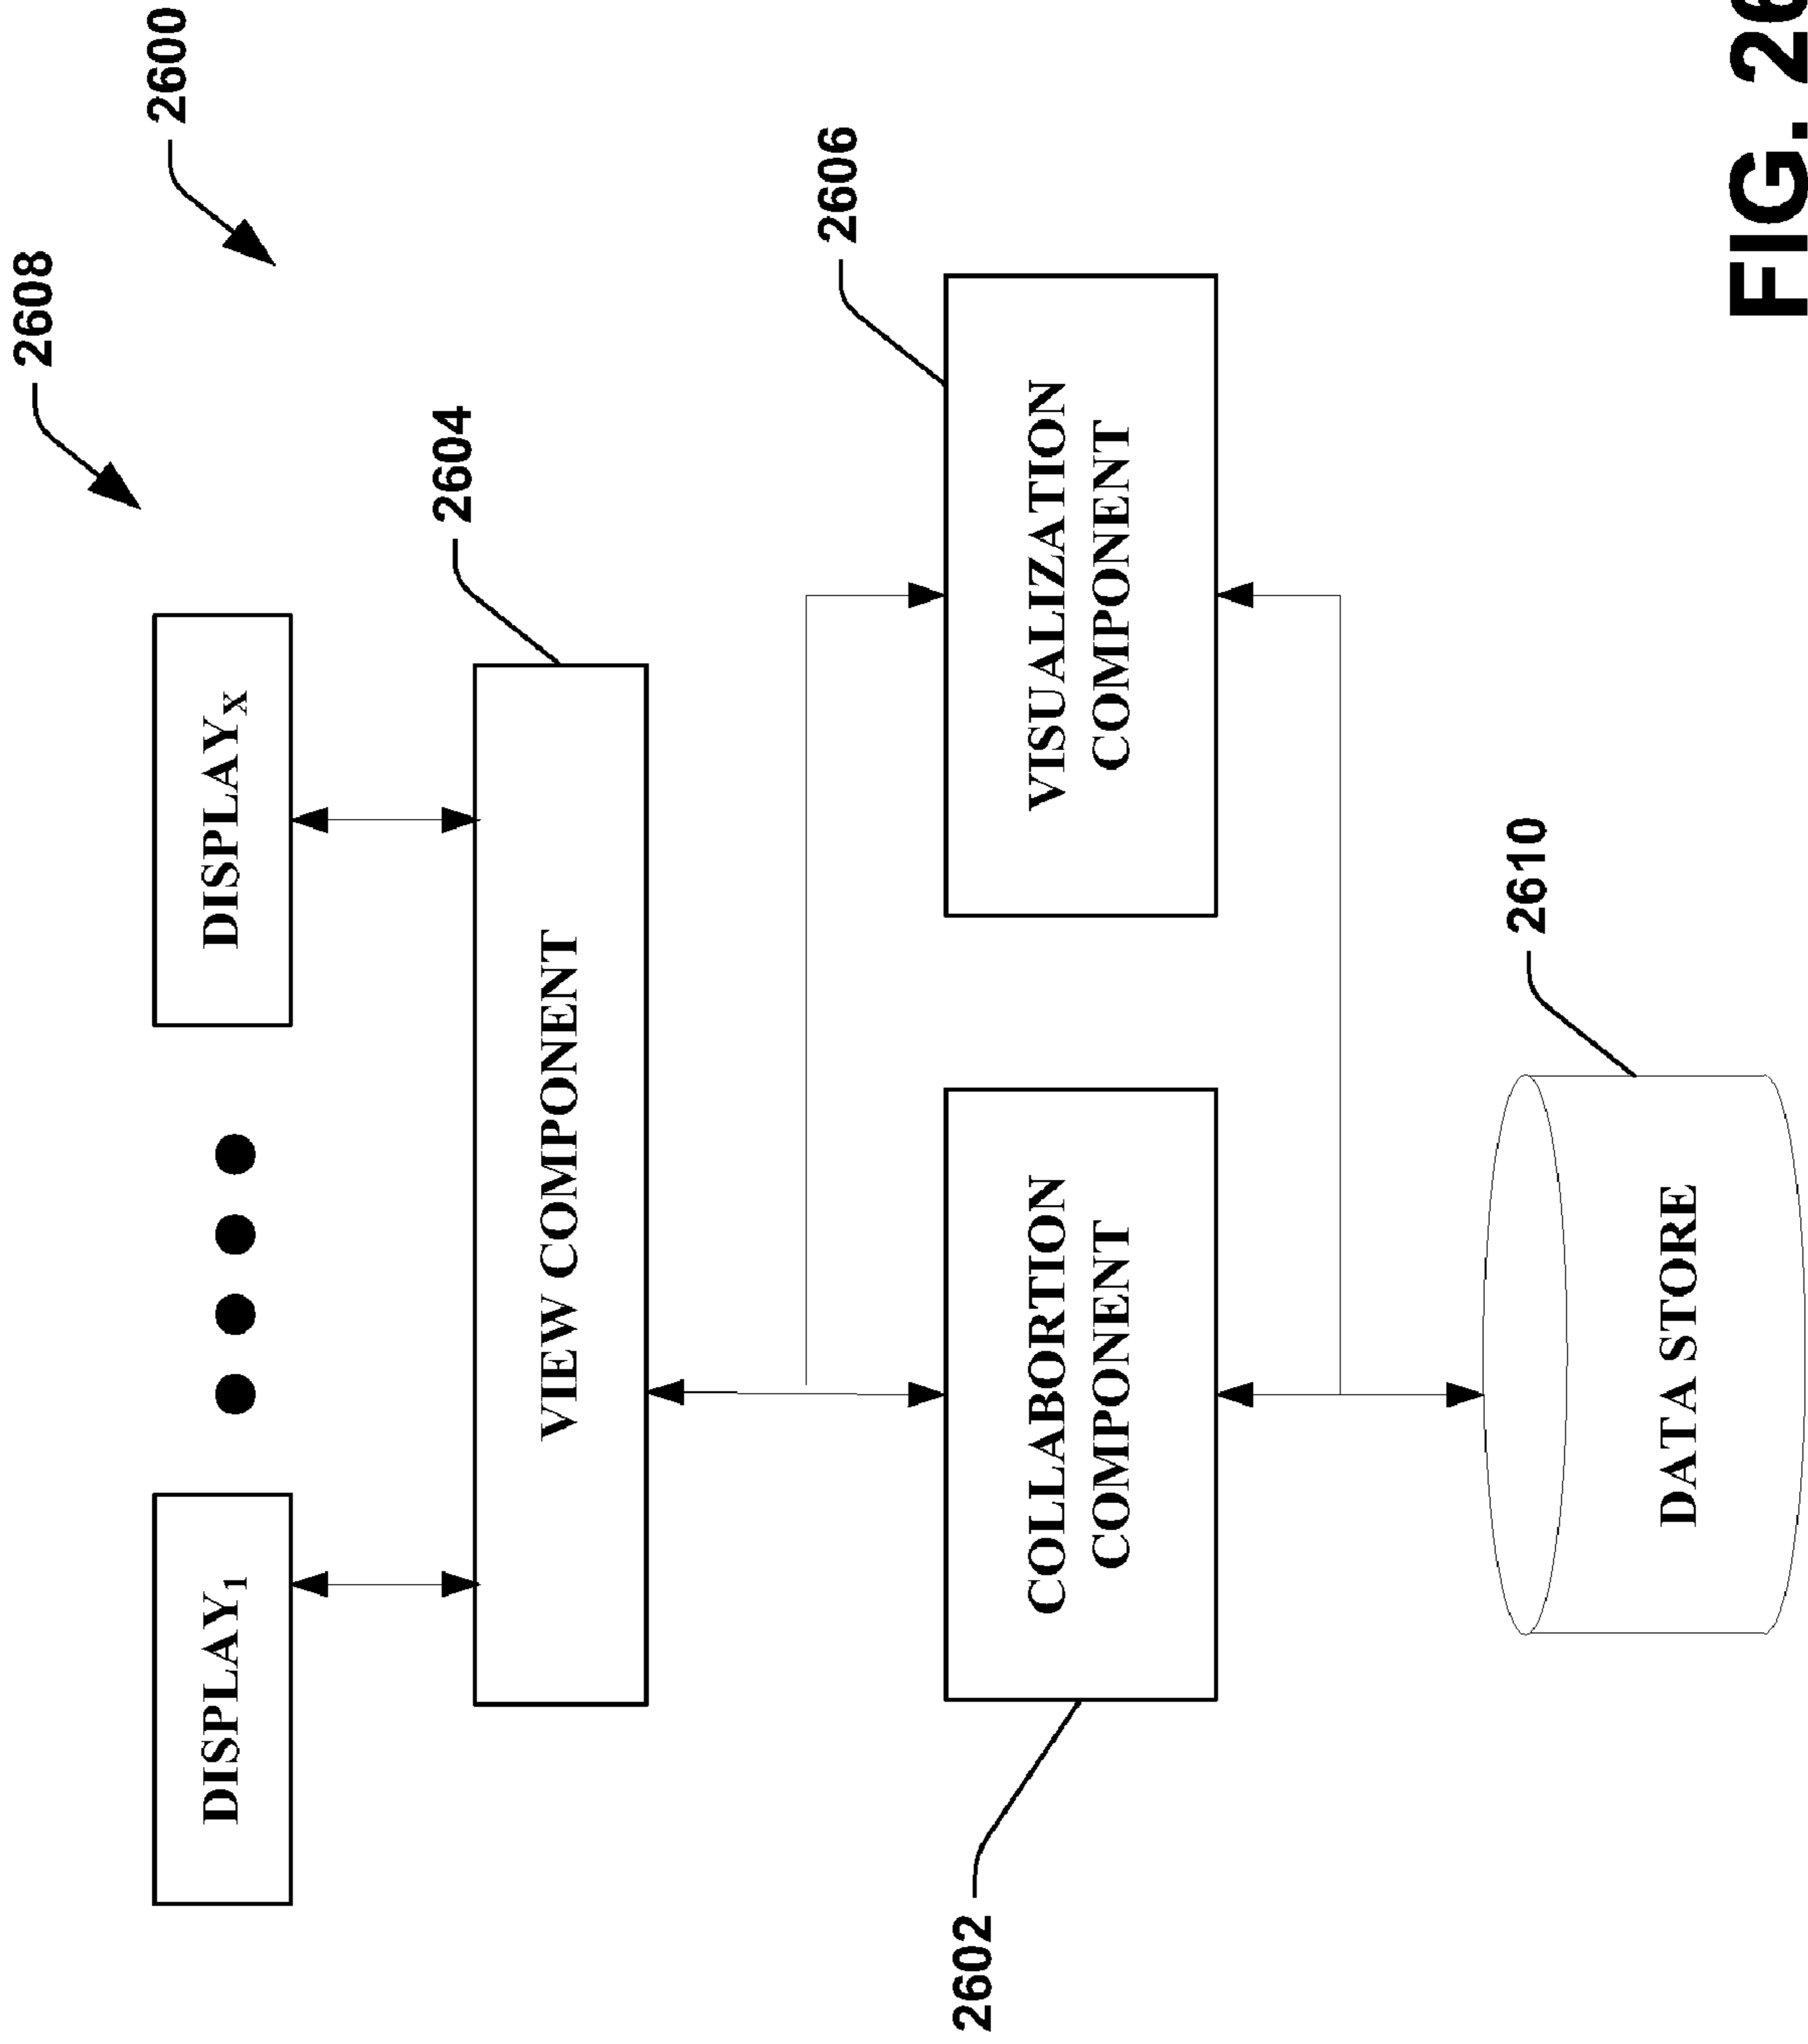 2608
2600
DISPLAY1
DISPLAYX
2604
VIEW COMPONENT
2606
2602
COLLABORTION
COMPONENT
VISUALIZATION
COMPONENT
2610
DATA STORE
FIG. 26